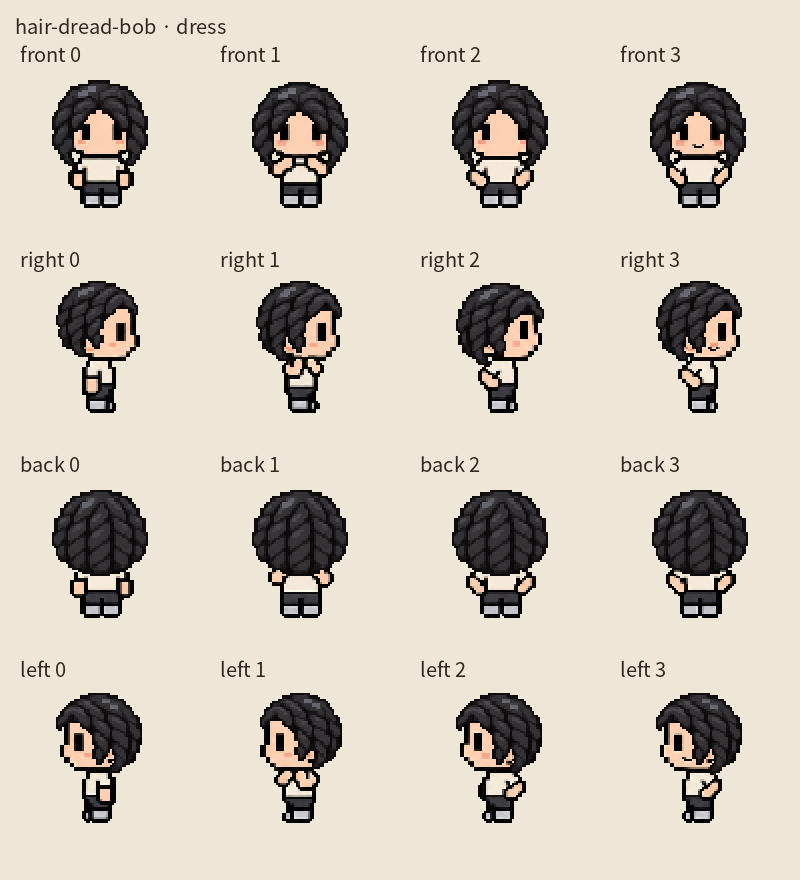 hair-dread-bob · dress
front 0 front 1 front 2 front 3
right 0 right 1 right 2 right 3
back 0 back 1 back 2 back 3
left 0 left 1 left 2 left 3